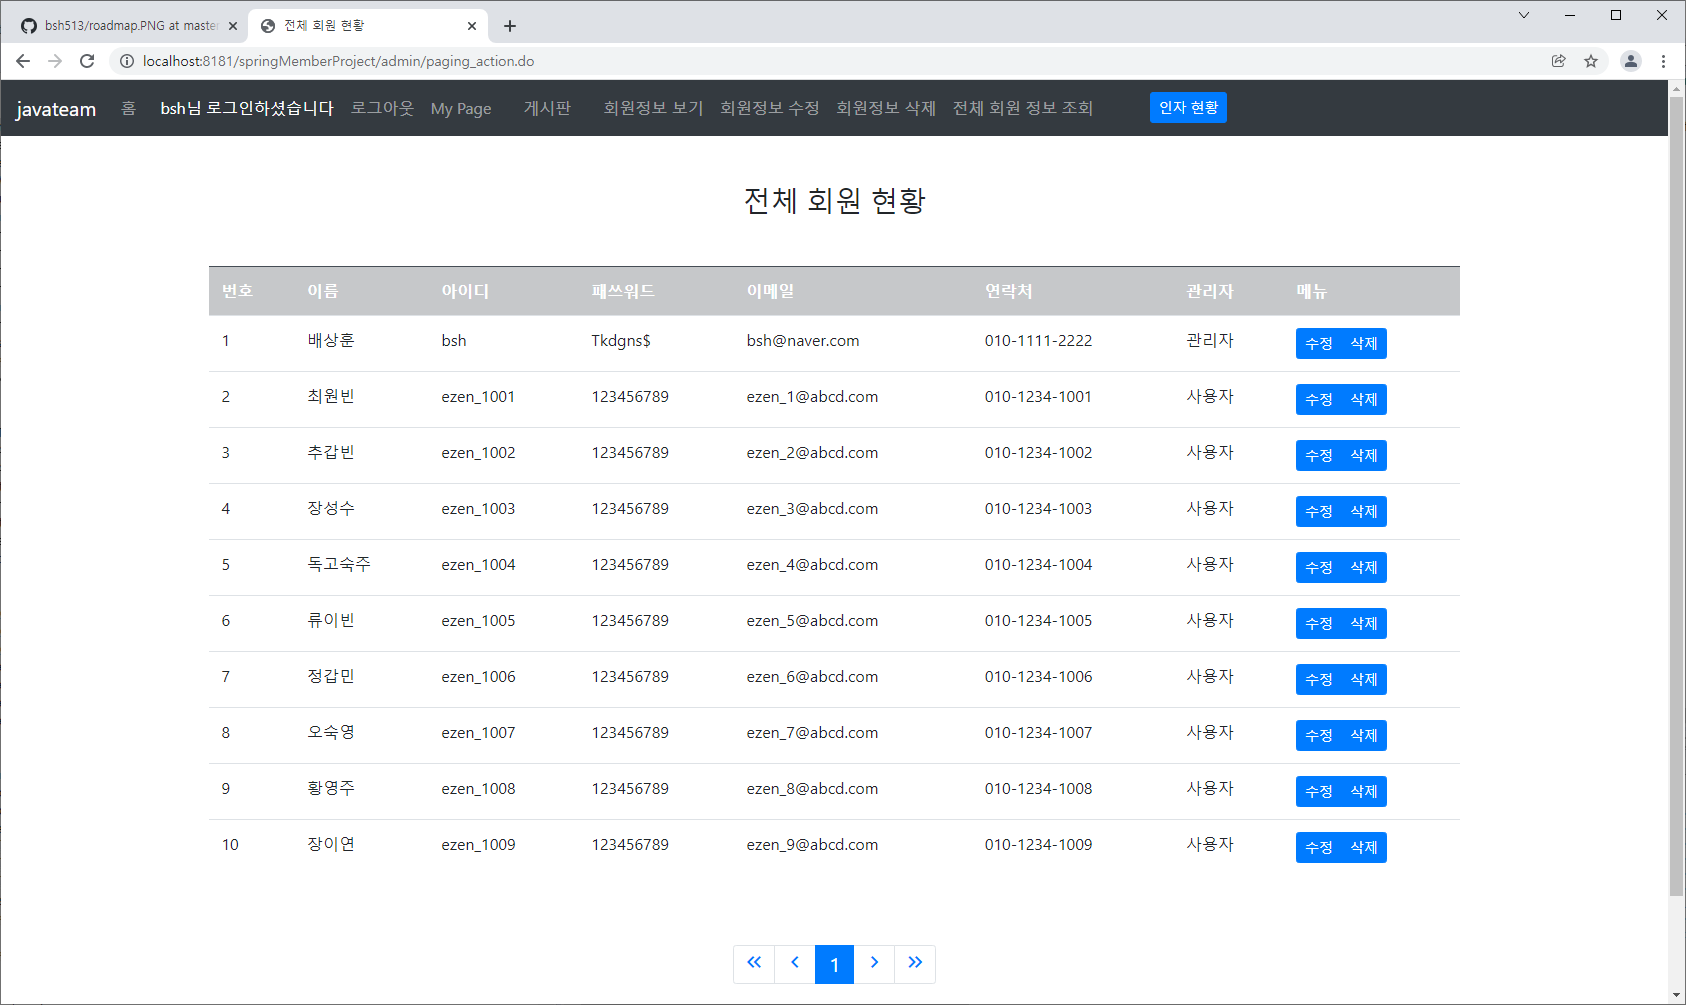 bsh513/roadmap.PNG at master
전체 회원 현황
localhost:8181/springMemberProject/admin/paging_action.do
javateam 홈 bsh님 로그인하셨습니다 로그아웃 My Page 게시판 회원정보 보기 회원정보 수정 회원정보 삭제 전체 회원 정보 조회 인자 현황
전체 회원 현황
번호 이름 아이디 패쓰워드 이메일 연락처 관리자 메뉴
1 배상훈 bsh Tkdgns$ bsh@naver.com 010-1111-2222 관리자 수정 삭제
2 최원빈 ezen_1001 123456789 ezen_1@abcd.com 010-1234-1001 사용자 수정 삭제
3 추갑빈 ezen_1002 123456789 ezen_2@abcd.com 010-1234-1002 사용자 수정 삭제
4 장성수 ezen_1003 123456789 ezen_3@abcd.com 010-1234-1003 사용자 수정 삭제
5 독고숙주 ezen_1004 123456789 ezen_4@abcd.com 010-1234-1004 사용자 수정 삭제
6 류이빈 ezen_1005 123456789 ezen_5@abcd.com 010-1234-1005 사용자 수정 삭제
7 정갑민 ezen_1006 123456789 ezen_6@abcd.com 010-1234-1006 사용자 수정 삭제
8 오숙영 ezen_1007 123456789 ezen_7@abcd.com 010-1234-1007 사용자 수정 삭제
9 황영주 ezen_1008 123456789 ezen_8@abcd.com 010-1234-1008 사용자 수정 삭제
10 장이연 ezen_1009 123456789 ezen_9@abcd.com 010-1234-1009 사용자 수정 삭제
« ‹ 1 › »